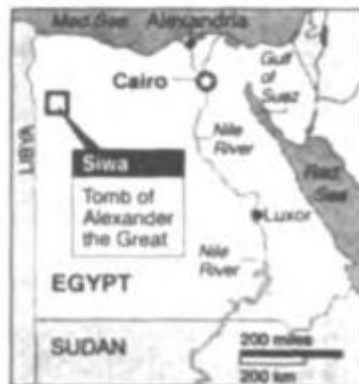 Med. Sea
Alexandria
Cairo
Gulf
of
Suez
LIBYA
Nile
River
Siwa
Tomb of
Alexander
the Great
Red
Sea
Luxor
Nile
River
EGYPT
SUDAN
200 miles
200 km